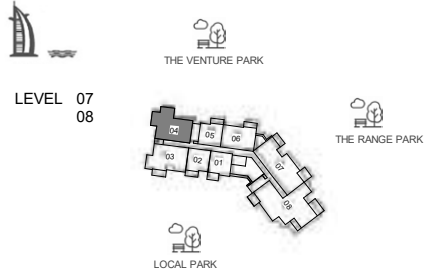 THE VENTURE PARK
LEVEL 07
08
THE RANGE PARK
04
05
06
03
02
01
07
08
LOCAL PARK